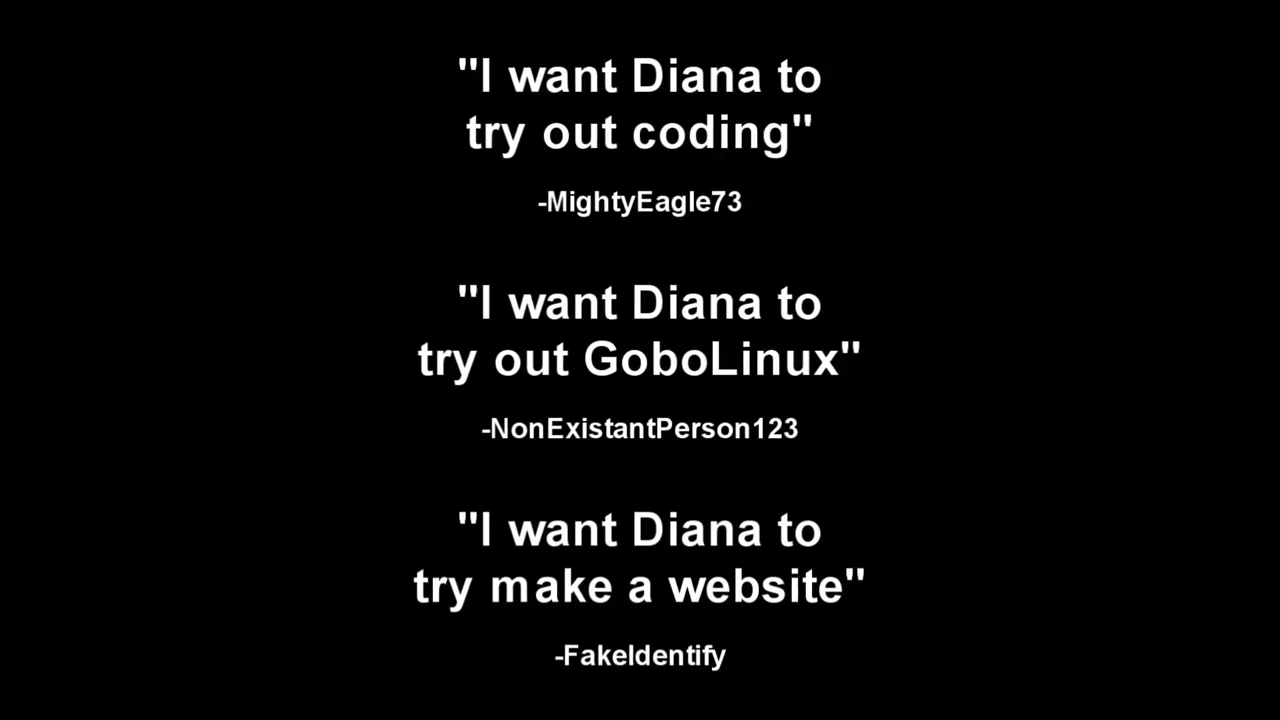 "I want Diana to
try out coding"
-MightyEagle73
"I want Diana to
try out GoboLinux"
-NonExistantPerson123
"I want Diana to
try make a website"
-FakeIdentify